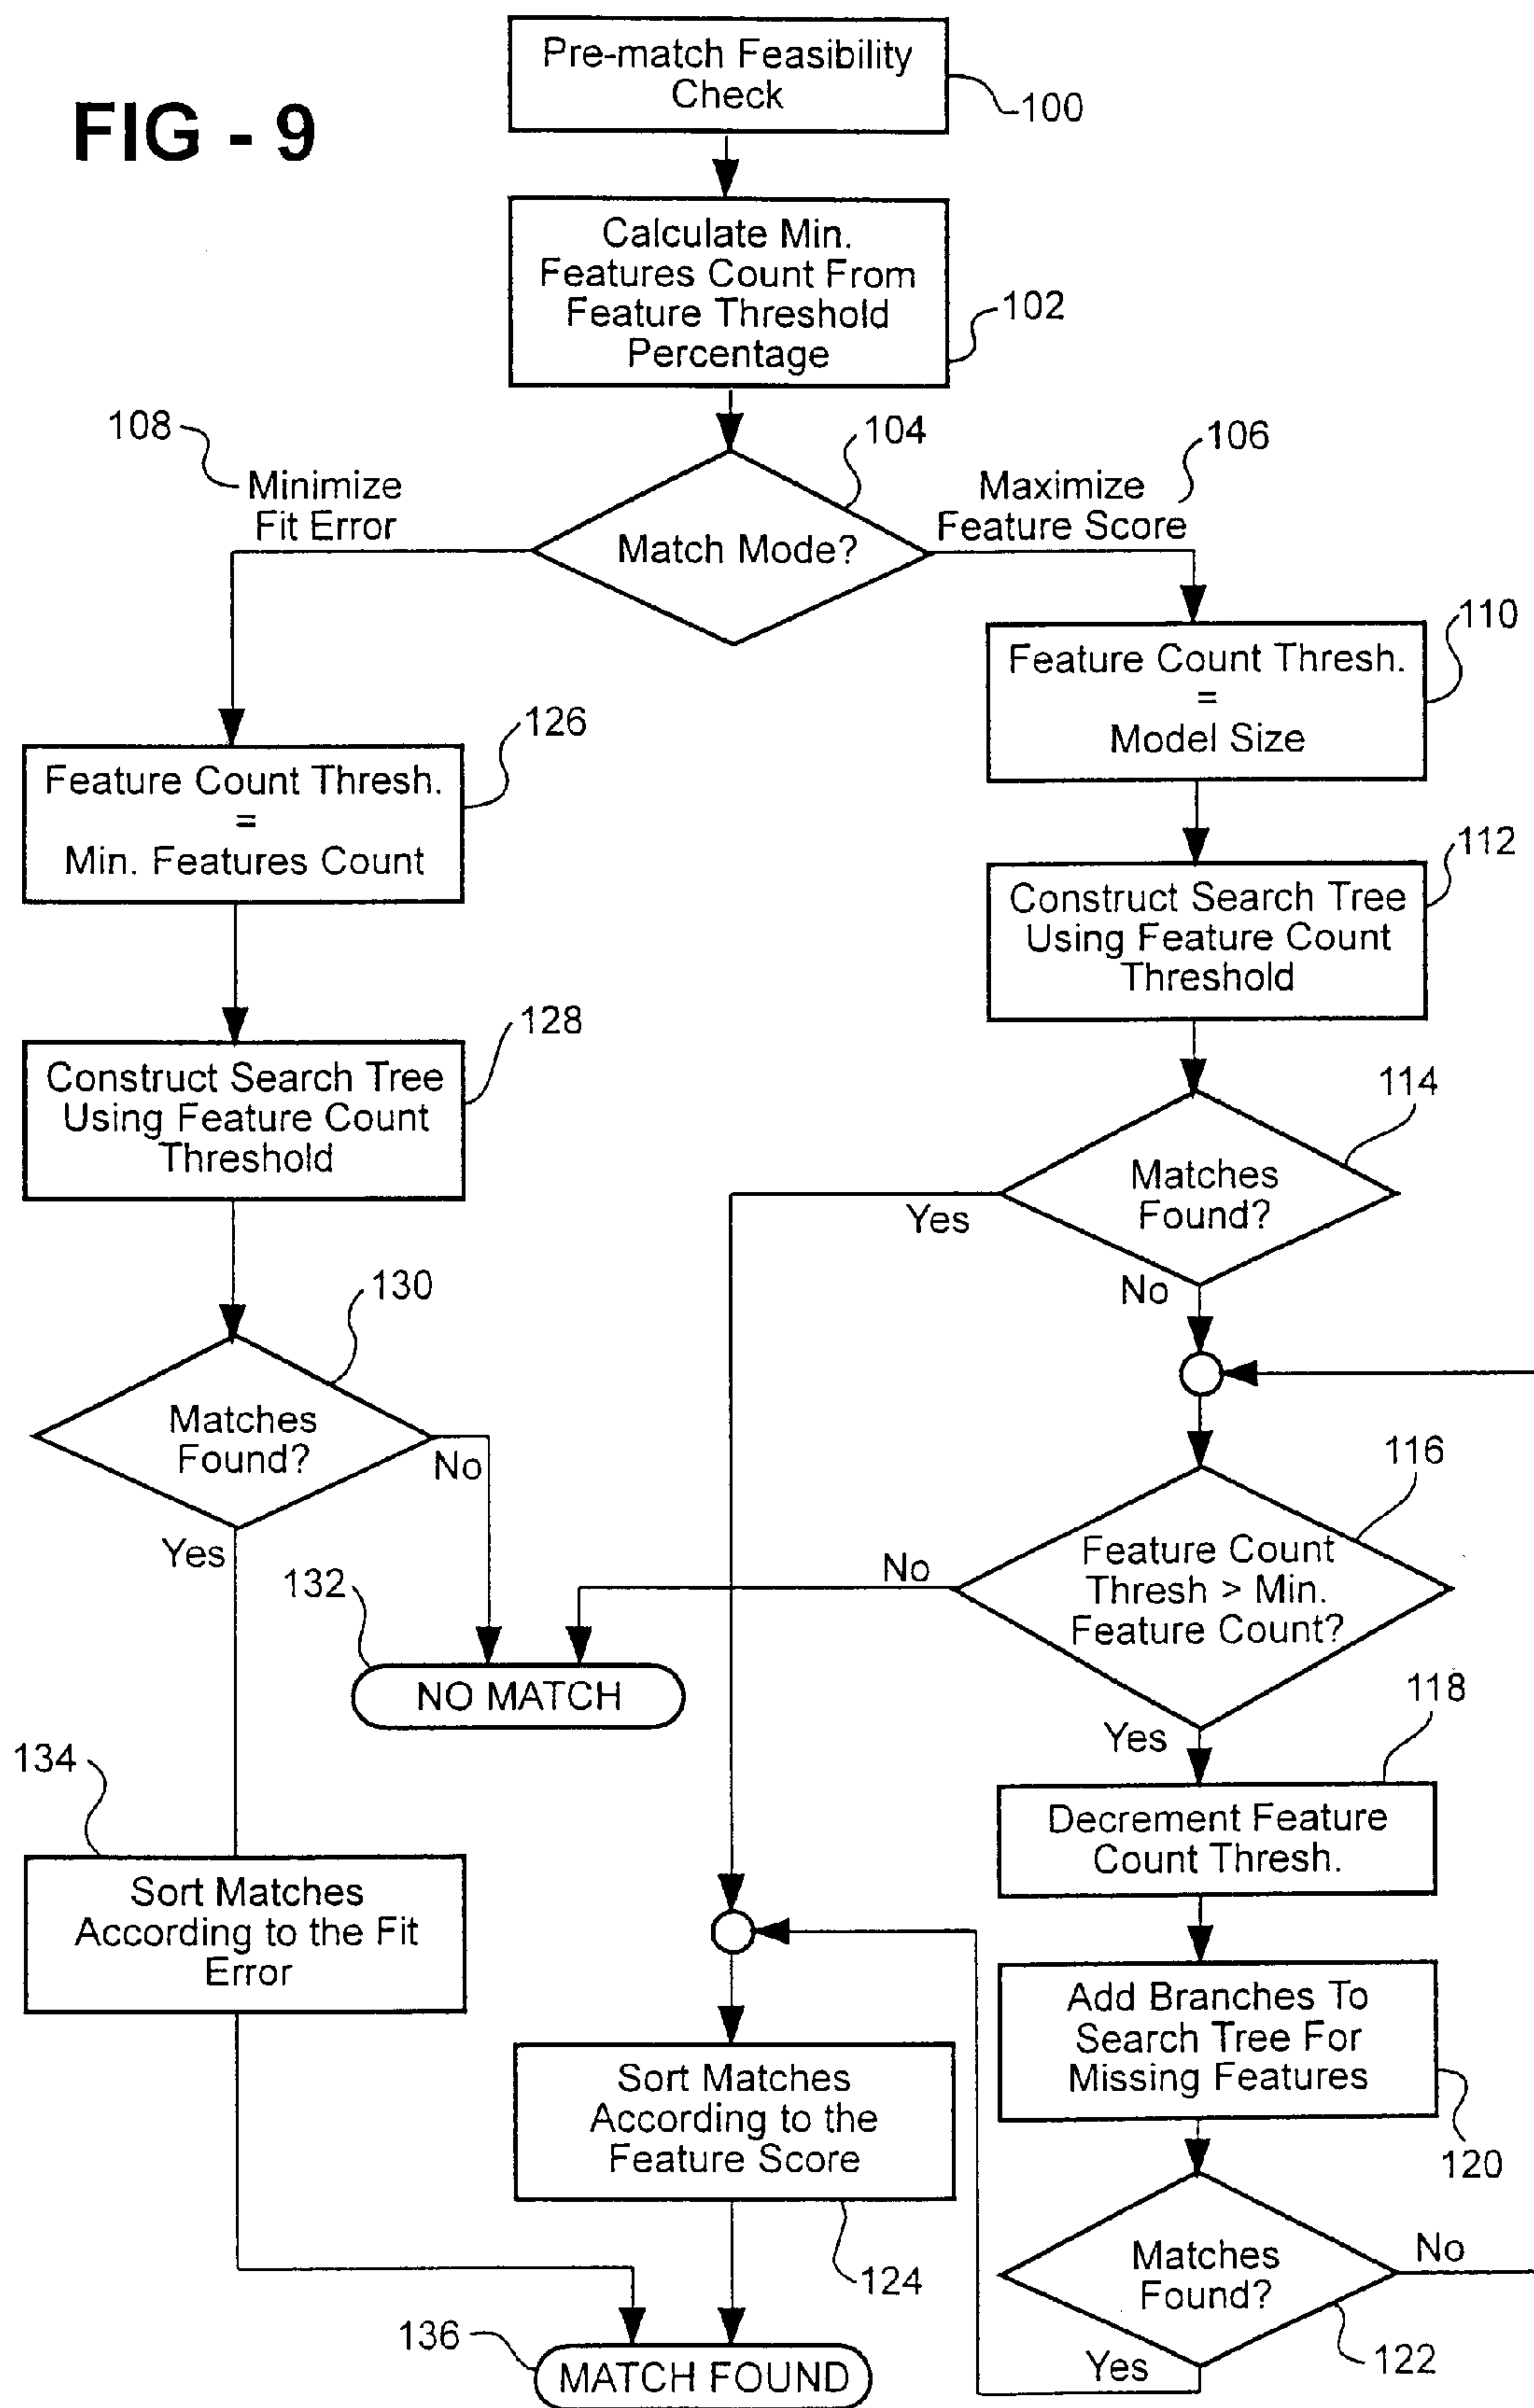 FIG - 9
Pre-match Feasibility
Check
100
Calculate Min.
Features Count From
Feature Threshold
Percentage
102
108
Minimize
Fit Error
104
Match Mode?
106
Maximize
Feature Score
110
Feature Count Thresh.
=
Model Size
126
Feature Count Thresh.
=
Min. Features Count
112
Construct Search Tree
Using Feature Count
Threshold
128
Construct Search Tree
Using Feature Count
Threshold
114
Matches
Found?
Yes
No
130
Matches
Found?
No
Yes
116
Feature Count
Thresh > Min.
Feature Count?
No
Yes
132
NO MATCH
118
Decrement Feature
Count Thresh.
134
Sort Matches
According to the Fit
Error
Add Branches To
Search Tree For
Missing Features
120
Sort Matches
According to the
Feature Score
124
Matches
Found?
No
Yes
122
136
MATCH FOUND